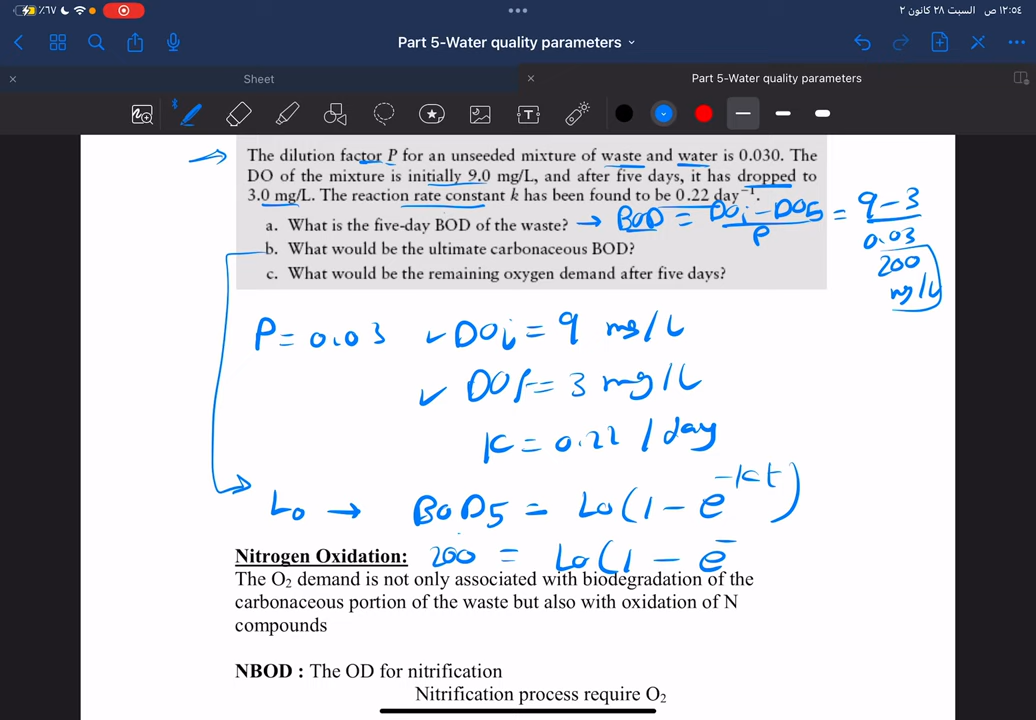 ٪٦٧ ١٢:٥٤ ص السبت ٢٨ كانون ٢
Part 5-Water quality parameters
Sheet
Part 5-Water quality parameters
The dilution factor P for an unseeded mixture of waste and water is 0.030. The
DO of the mixture is initially 9.0 mg/L, and after five days, it has dropped to
3.0 mg/L. The reaction rate constant k has been found to be 0.22 day⁻¹.
a. What is the five-day BOD of the waste? → BOD = DOi - DO5 / P = 9 - 3 / 0.03
200
mg/L
b. What would be the ultimate carbonaceous BOD?
c. What would be the remaining oxygen demand after five days?
P = 0.03 ✓ DOi = 9 mg/L
✓ DOf = 3 mg/L
K = 0.22 / day
Lo → BOD5 = Lo(1 - e^-kt)
200 = Lo(1 - e^-
Nitrogen Oxidation:
The O₂ demand is not only associated with biodegradation of the
carbonaceous portion of the waste but also with oxidation of N
compounds
NBOD : The OD for nitrification
Nitrification process require O₂